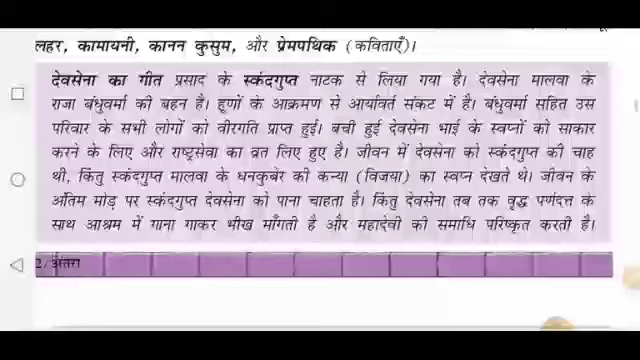 लहर, कामायनी, कानन कुसुम, और प्रेमपथिक (कविताएँ)।
देवसेना का गीत प्रसाद के स्कंदगुप्त नाटक से लिया गया है। देवसेना मालवा के
राजा बंधुवर्मा की बहन है। हूणों के आक्रमण से आर्यावर्त संकट में है। बंधुवर्मा सहित उस
परिवार के सभी लोगों को वीरगति प्राप्त हुई। बची हुई देवसेना भाई के स्वप्नों को साकार
करने के लिए और राष्ट्रसेवा का व्रत लिए हुए है। जीवन में देवसेना को स्कंदगुप्त की चाह
थी, किंतु स्कंदगुप्त मालवा के धनकुबेर की कन्या (विजया) का स्वप्न देखते थे। जीवन के
अंतिम मोड़ पर स्कंदगुप्त देवसेना को पाना चाहता है। किंतु देवसेना तब तक वृद्ध पर्णदत्त के
साथ आश्रम में गाना गाकर भीख माँगती है और महादेवी की समाधि परिष्कृत करती है।
2/अंतरा